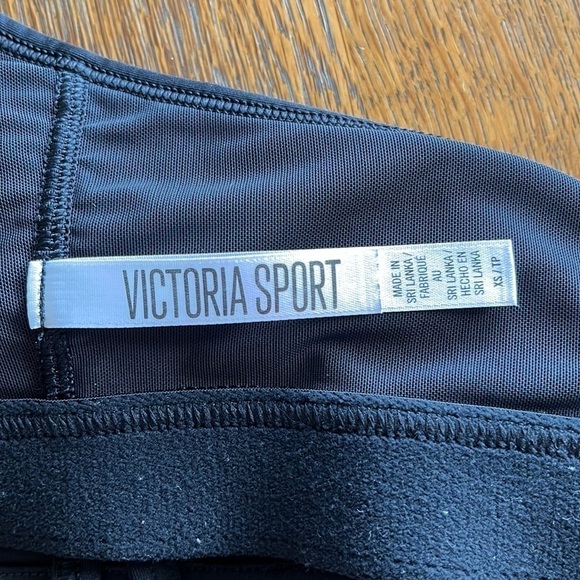 VICTORIA SPORT
MADE IN
SRI LANKA /
FABRIQUÉ
AU
SRI LANKA /
HECHO EN
SRI LANKA
XS / TP